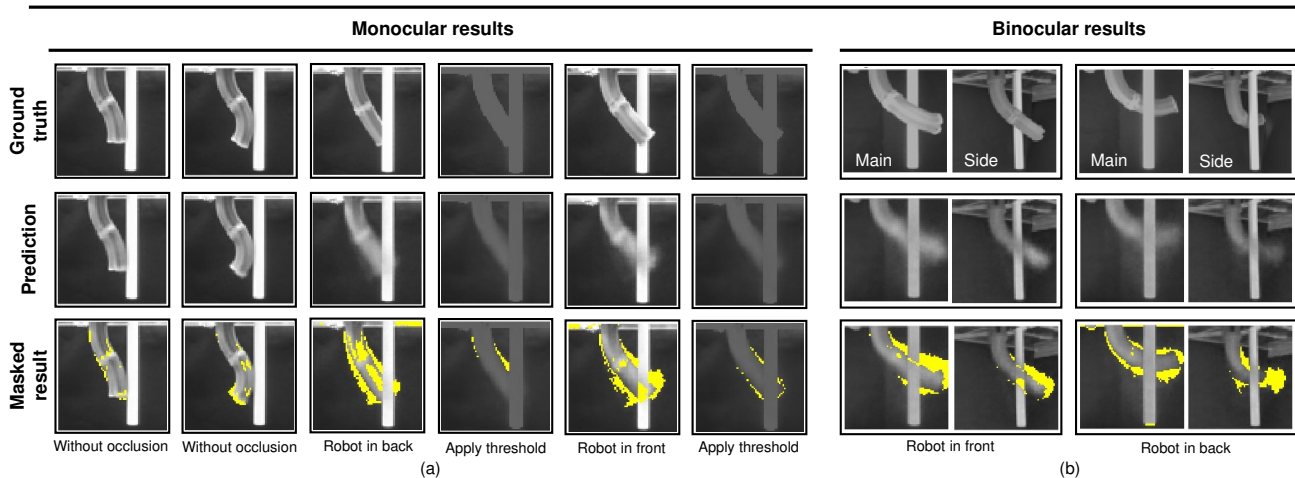 Monocular results
Binocular results
Ground truth
Main
Side
Main
Side
Prediction
Masked result
Without occlusion
Without occlusion
Robot in back
Apply threshold
Robot in front
Apply threshold
Robot in front
Robot in back
(a)
(b)